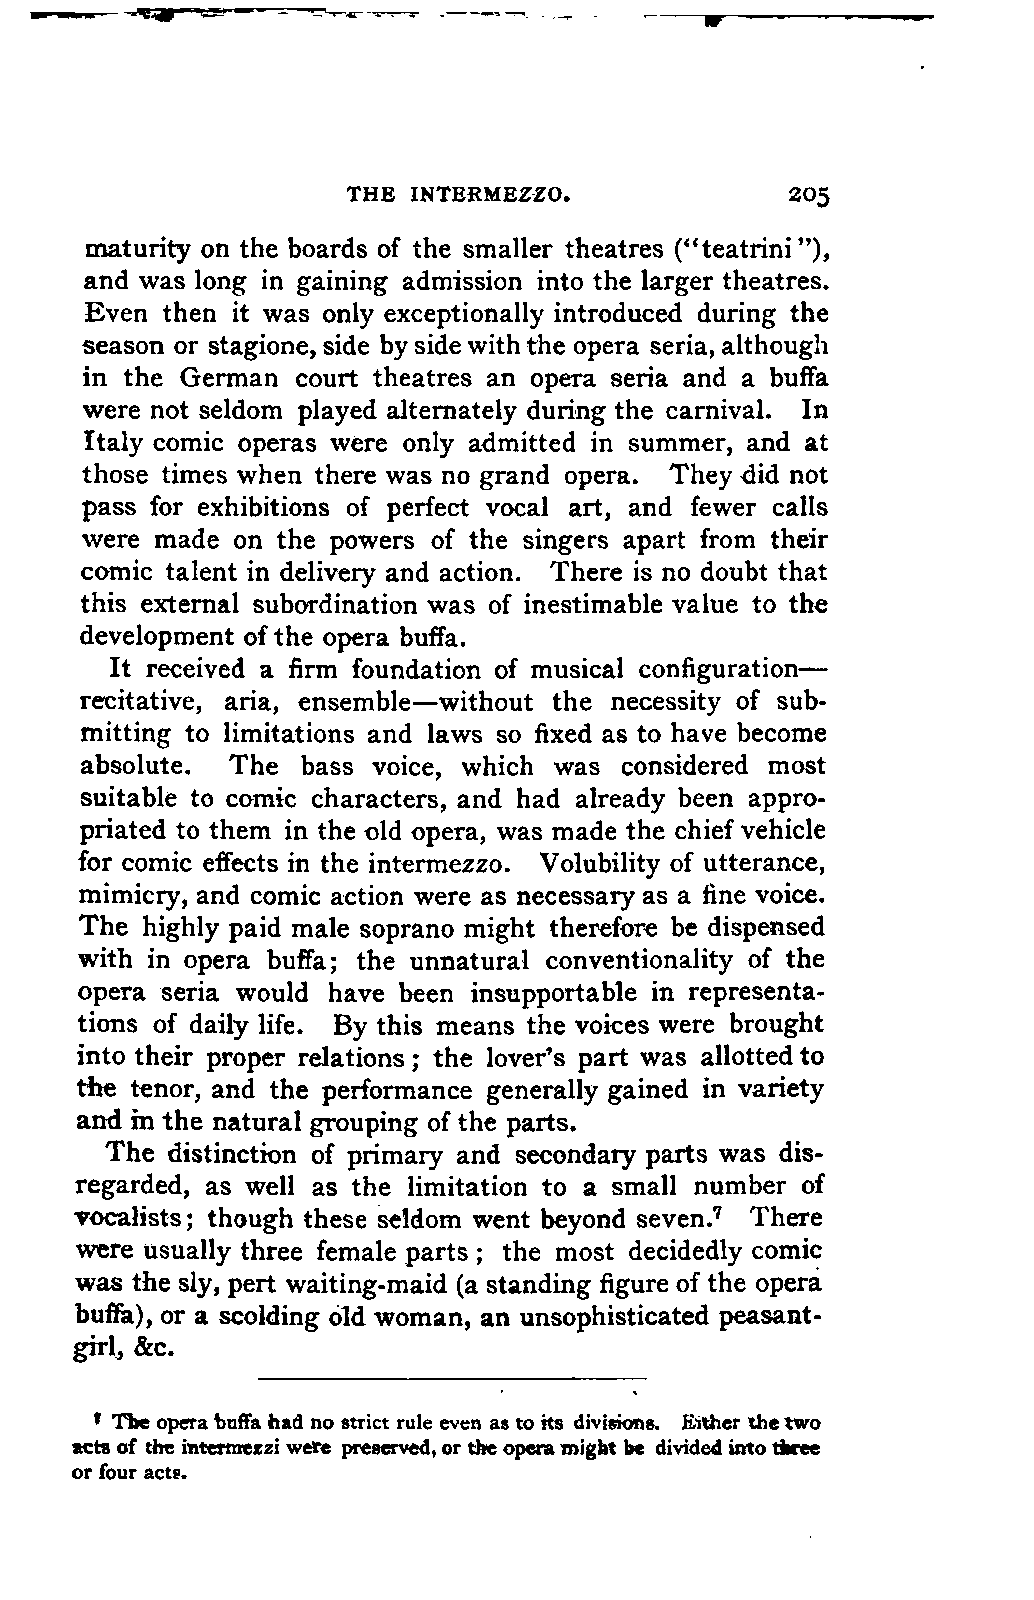 THE INTERMEZZO. 205
maturity on the boards of the smaller theatres ("teatrini"),
and was long in gaining admission into the larger theatres.
Even then it was only exceptionally introduced during the
season or stagione, side by side with the opera seria, although
in the German court theatres an opera seria and a buffa
were not seldom played alternately during the carnival. In
Italy comic operas were only admitted in summer, and at
those times when there was no grand opera. They did not
pass for exhibitions of perfect vocal art, and fewer calls
were made on the powers of the singers apart from their
comic talent in delivery and action. There is no doubt that
this external subordination was of inestimable value to the
development of the opera buffa.
It received a firm foundation of musical configuration—
recitative, aria, ensemble—without the necessity of sub-
mitting to limitations and laws so fixed as to have become
absolute. The bass voice, which was considered most
suitable to comic characters, and had already been appro-
priated to them in the old opera, was made the chief vehicle
for comic effects in the intermezzo. Volubility of utterance,
mimicry, and comic action were as necessary as a fine voice.
The highly paid male soprano might therefore be dispensed
with in opera buffa; the unnatural conventionality of the
opera seria would have been insupportable in representa-
tions of daily life. By this means the voices were brought
into their proper relations; the lover's part was allotted to
the tenor, and the performance generally gained in variety
and in the natural grouping of the parts.
The distinction of primary and secondary parts was dis-
regarded, as well as the limitation to a small number of
vocalists; though these seldom went beyond seven.⁷ There
were usually three female parts; the most decidedly comic
was the sly, pert waiting-maid (a standing figure of the opera
buffa), or a scolding old woman, an unsophisticated peasant-
girl, &c.
⁷ The opera buffa had no strict rule even as to its divisions. Either the two
acts of the intermezzi were preserved, or the opera might be divided into three
or four acts.